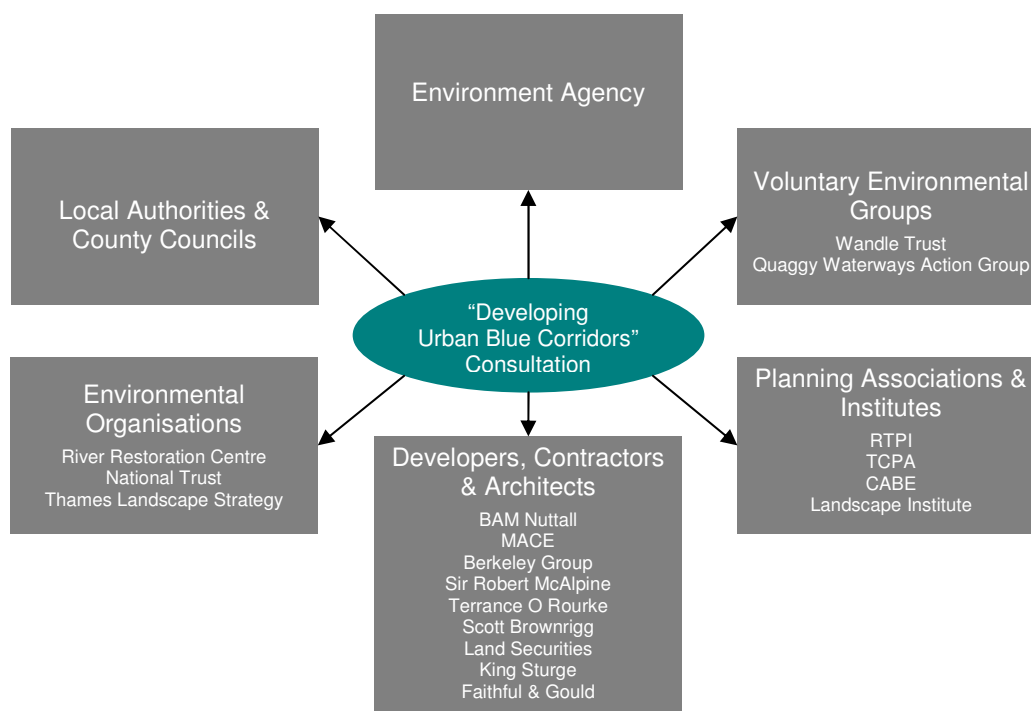 Environment Agency
Local Authorities &
County Councils
Voluntary Environmental
Groups
Wandle Trust
Quaggy Waterways Action Group
“Developing
Urban Blue Corridors”
Consultation
Environmental
Organisations
River Restoration Centre
National Trust
Thames Landscape Strategy
Developers, Contractors
& Architects
BAM Nuttall
MACE
Berkeley Group
Sir Robert McAlpine
Terrance O Rourke
Scott Brownrigg
Land Securities
King Sturge
Faithful & Gould
Planning Associations &
Institutes
RTPI
TCPA
CABE
Landscape Institute